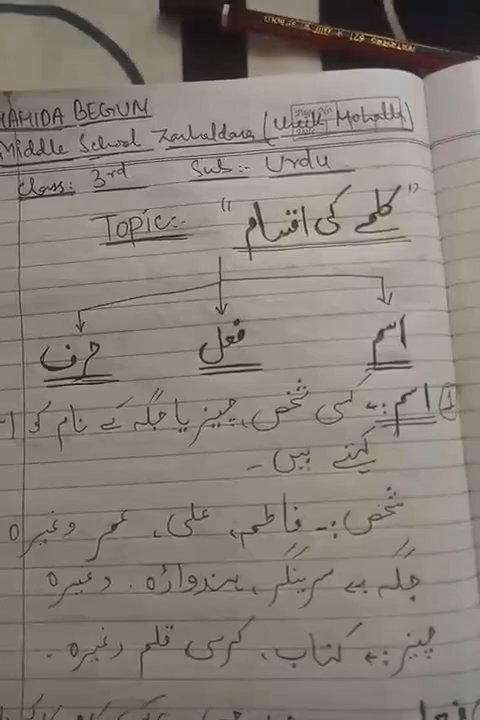 HAMIDA BEGUM
Middle School
Class:- 3rd Sub:- Urdu
Topic:- "کلمے کی اقسام"
اسم فعل حرف
1) اسم:- کسی شخص، چیز یا جگہ کے نام کو
کہتے ہیں۔
شخص:- فاطمہ، علی، عمر وغیرہ
جگہ:- سرینگر، ہندواڑہ۔ وغیرہ
چیز:- کتاب، کرسی قلم وغیرہ۔